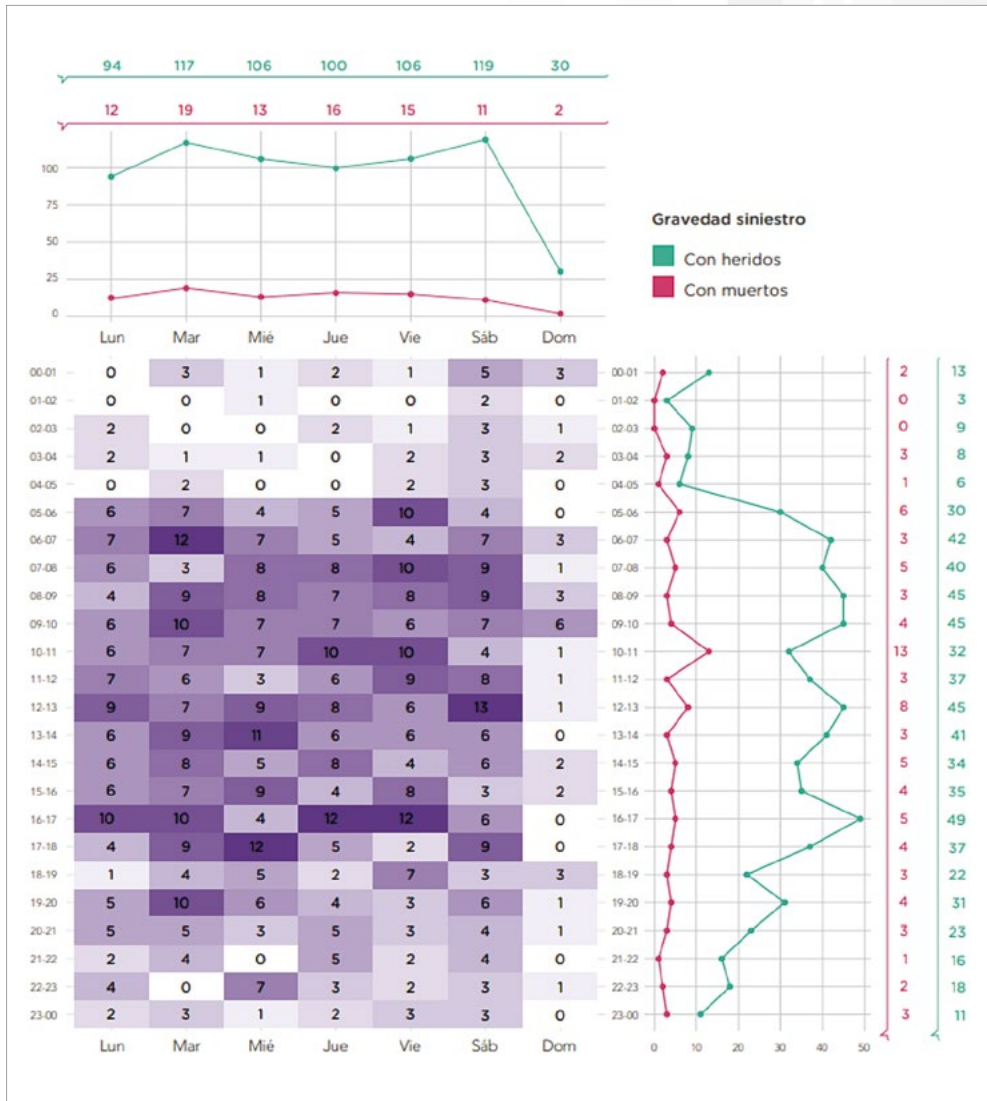 94 117 106 100 106 119 30
12 19 13 16 15 11 2
100
75
50
25
0
Lun Mar Mié Jue Vie Sáb Dom
Gravedad siniestro
Con heridos
Con muertos
00-01 0 3 1 2 1 5 3 00-01 2 13
01-02 0 0 1 0 0 2 0 01-02 0 3
02-03 2 0 0 2 1 3 1 02-03 0 9
03-04 2 1 1 0 2 3 2 03-04 3 8
04-05 0 2 0 0 2 3 0 04-05 1 6
05-06 6 7 4 5 10 4 0 05-06 6 30
06-07 7 12 7 5 4 7 3 06-07 3 42
07-08 6 3 8 8 10 9 1 07-08 5 40
08-09 4 9 8 7 8 9 3 08-09 3 45
09-10 6 10 7 7 6 7 6 09-10 4 45
10-11 6 7 7 10 10 4 1 10-11 13 32
11-12 7 6 3 6 9 8 1 11-12 3 37
12-13 9 7 9 8 6 13 1 12-13 8 45
13-14 6 9 11 6 6 6 0 13-14 3 41
14-15 6 8 5 8 4 6 2 14-15 5 34
15-16 6 7 9 4 8 3 2 15-16 4 35
16-17 10 10 4 12 12 6 0 16-17 5 49
17-18 4 9 12 5 2 9 0 17-18 4 37
18-19 1 4 5 2 7 3 3 18-19 3 22
19-20 5 10 6 4 3 6 1 19-20 4 31
20-21 5 5 3 5 3 4 1 20-21 3 23
21-22 2 4 0 5 2 4 0 21-22 1 16
22-23 4 0 7 3 2 3 1 22-23 2 18
23-00 2 3 1 2 3 3 0 23-00 3 11
Lun Mar Mié Jue Vie Sáb Dom 0 10 20 30 40 50